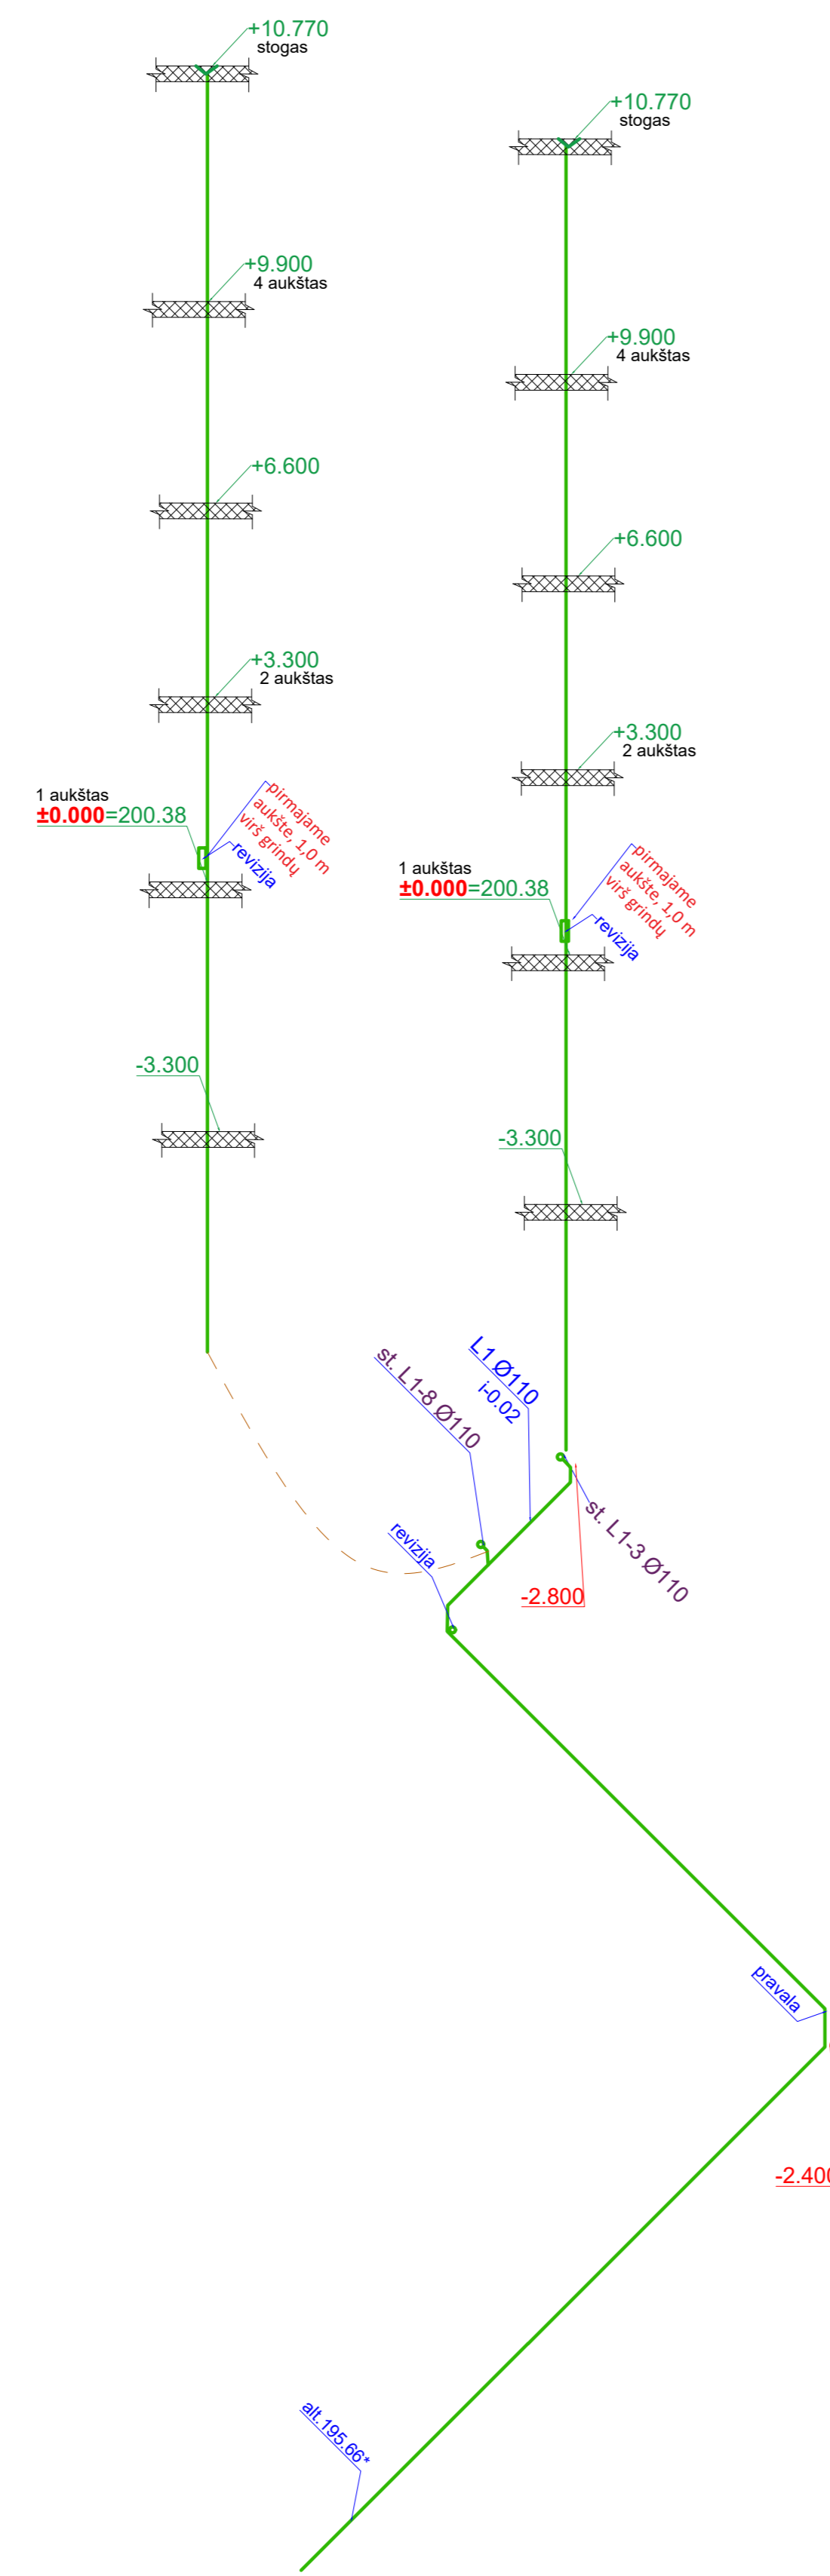 +10.770
stogas
+9.900
4 aukštas
+6.600
+3.300
2 aukštas
1 aukštas
±0.000=200.38
pirmajame
aukšte, 1,0 m
virš grindų
revizija
-3.300
+10.770
stogas
+9.900
4 aukštas
+6.600
+3.300
2 aukštas
1 aukštas
±0.000=200.38
pirmajame
aukšte, 1,0 m
virš grindų
revizija
-3.300
st. L1-8 Ø110
L1 Ø110
i-0.02
st. L1-3 Ø110
revizija
-2.800
pravala
-2.400
alt.195.66*